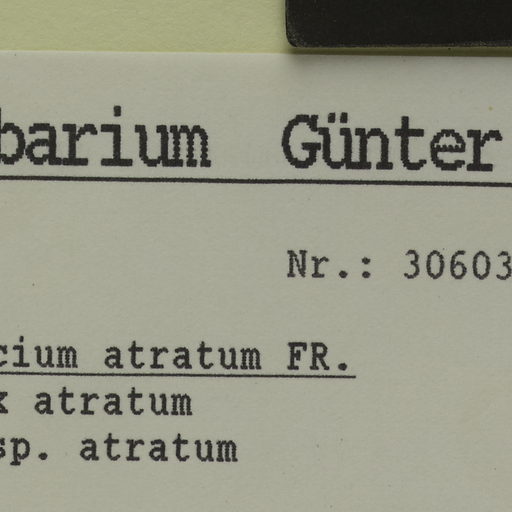 barium Günter
Nr.: 30603
cium atratum FR.
x atratum
sp. atratum